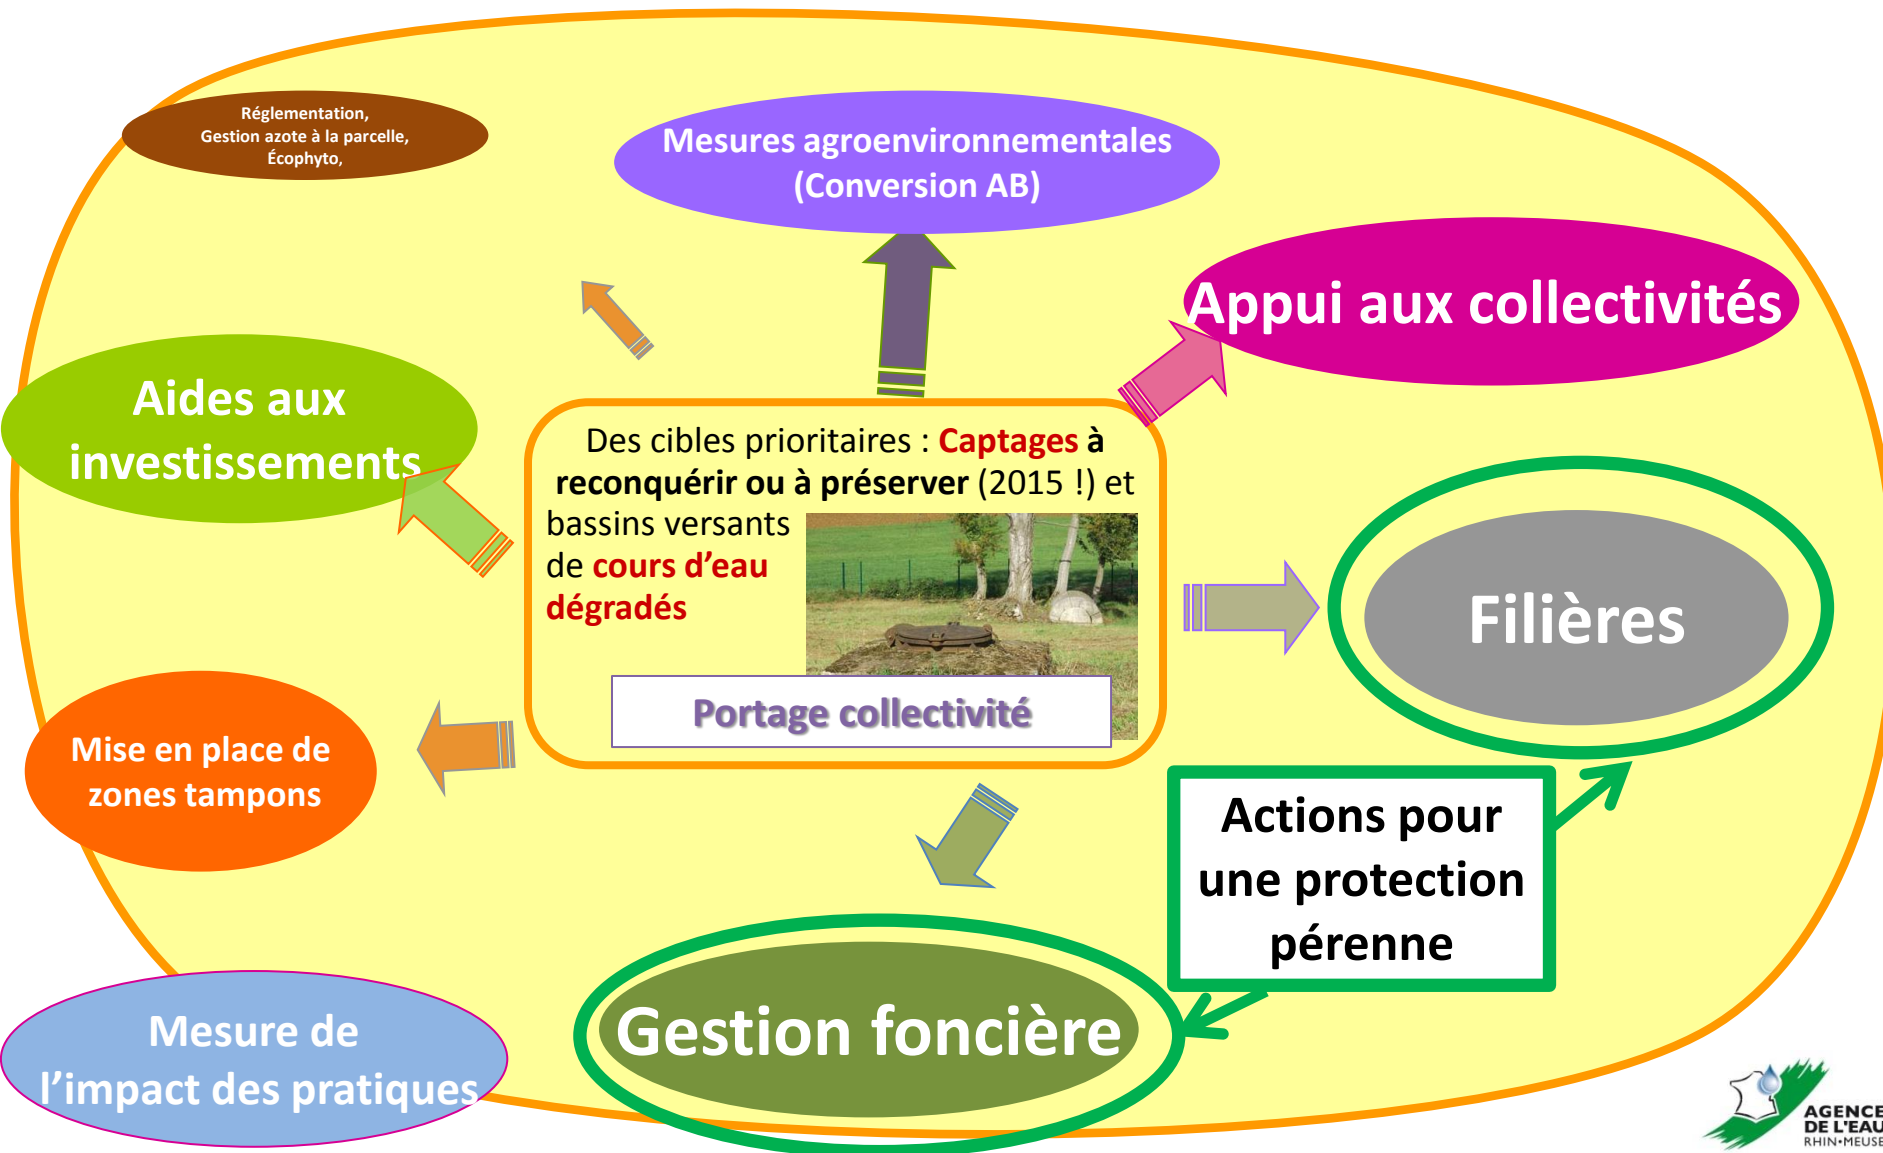 Réglementation,
Gestion azote à la parcelle,
Écophyto,
Mesures agroenvironnementales
(Conversion AB)
Appui aux collectivités
Aides aux
investissements
Des cibles prioritaires : Captages à
reconquérir ou à préserver (2015 !) et
bassins versants
de cours d’eau
dégradés
Portage collectivité
Filières
Mise en place de
zones tampons
Actions pour
une protection
pérenne
Gestion foncière
Mesure de
l’impact des pratiques
AGENCE
DE L'EAU
RHIN•MEUSE